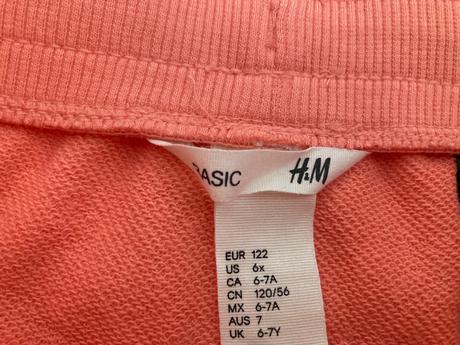 BASIC H&M
EUR 122
US 6x
CA 6-7A
CN 120/56
MX 6-7A
AUS 7
UK 6-7Y